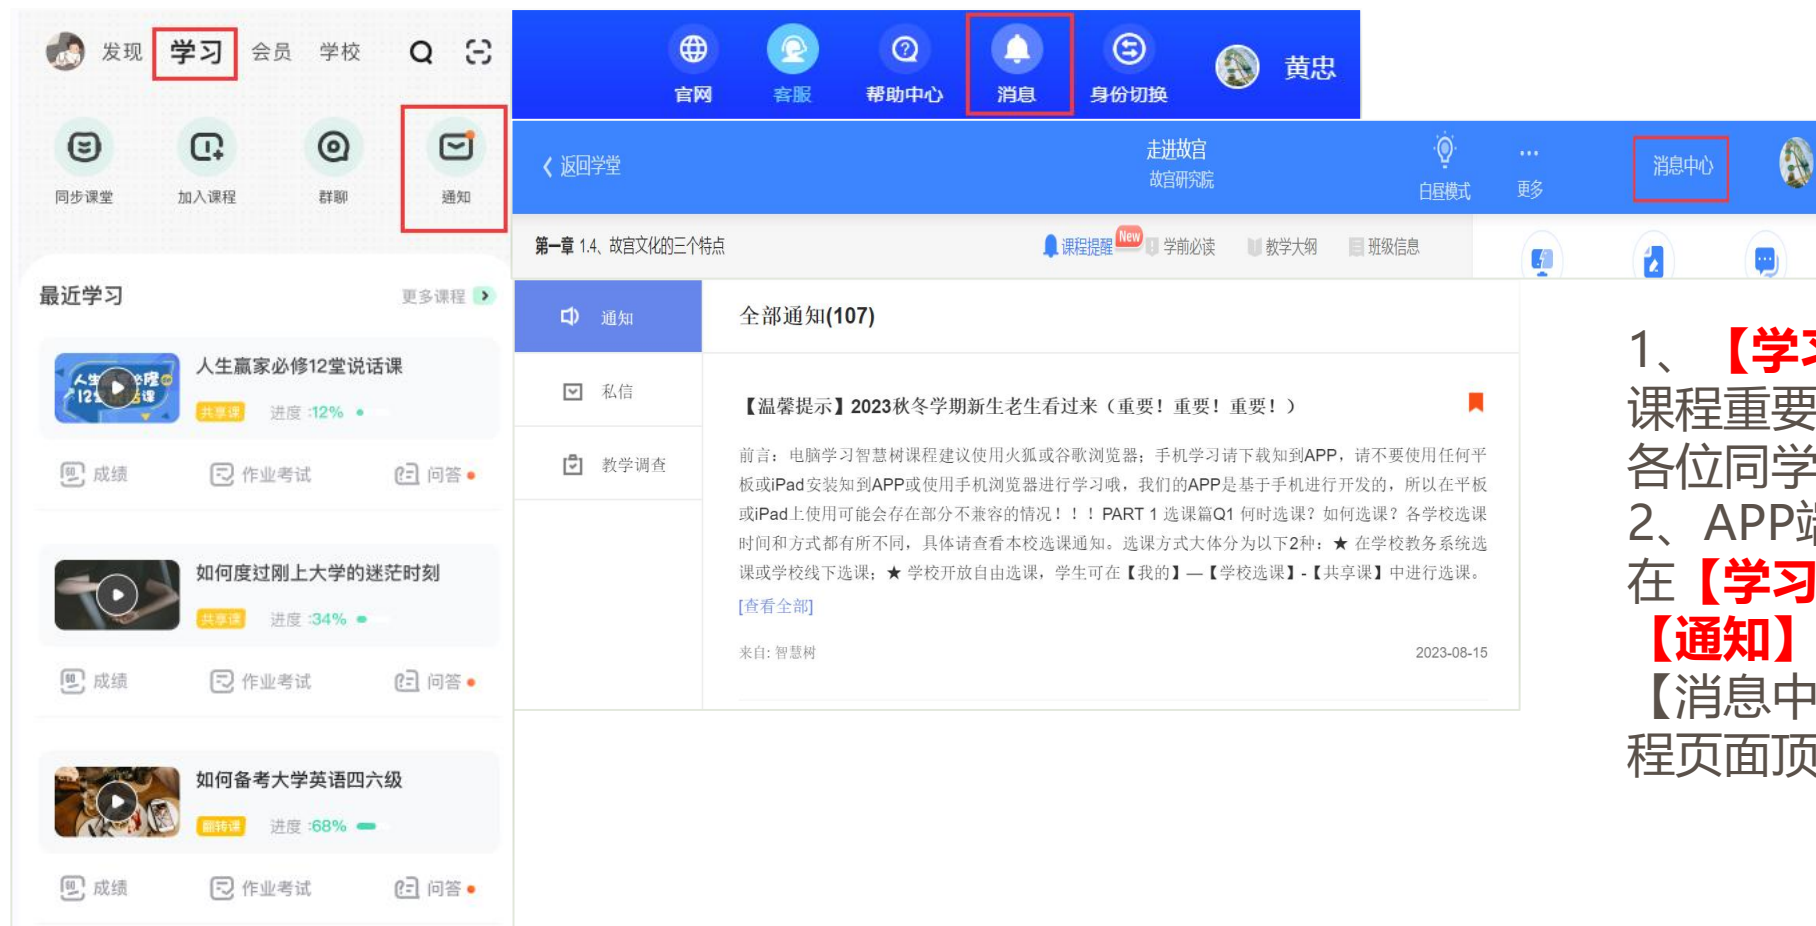 发现 学习 会员 学校
同步课堂 加入课程 群聊 通知
最近学习 更多课程
人生赢家必修12堂说话课
共享课 进度:12%
成绩 作业考试 问答
如何度过刚上大学的迷茫时刻
共享课 进度:34%
成绩 作业考试 问答
如何备考大学英语四六级
翻转课 进度:68%
成绩 作业考试 问答
官网 客服 帮助中心 消息 身份切换 黄忠
返回学堂
走进故宫
故宫研究院
白昼模式
更多
消息中心
第一章 1.4、故宫文化的三个特点
课程提醒 New 学前必读 教学大纲 班级信息
通知
私信
教学调查
全部通知(107)
【温馨提示】2023秋冬学期新生老生看过来（重要！重要！重要！）
前言：电脑学习智慧树课程建议使用火狐或谷歌浏览器；手机学习请下载知到APP，请不要使用任何平
板或iPad安装知到APP或使用手机浏览器进行学习哦，我们的APP是基于手机进行开发的，所以在平板
或iPad上使用可能会存在部分不兼容的情况！！！PART 1 选课篇Q1 何时选课？如何选课？各学校选课
时间和方式都有所不同，具体请查看本校选课通知。选课方式大体分为以下2种：★ 在学校教务系统选
课或学校线下选课；★ 学校开放自由选课，学生可在【我的】—【学校选课】-【共享课】中进行选课。
[查看全部]
来自: 智慧树 2023-08-15
1、【学习
课程重要
各位同学
2、APP端
在【学习
【通知】
【消息中
程页面顶